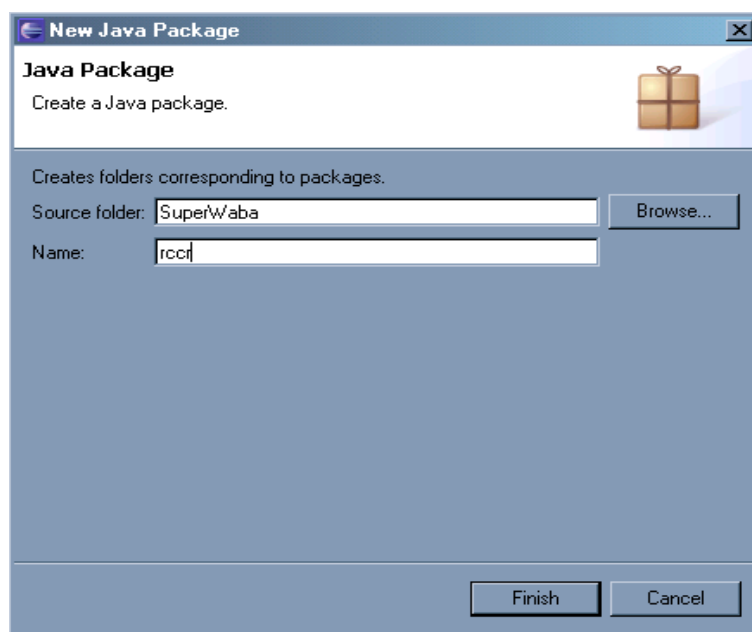 New Java Package
Java Package
Create a Java package.
Creates folders corresponding to packages.
Source folder: SuperWaba Browse...
Name: rccr
Finish Cancel